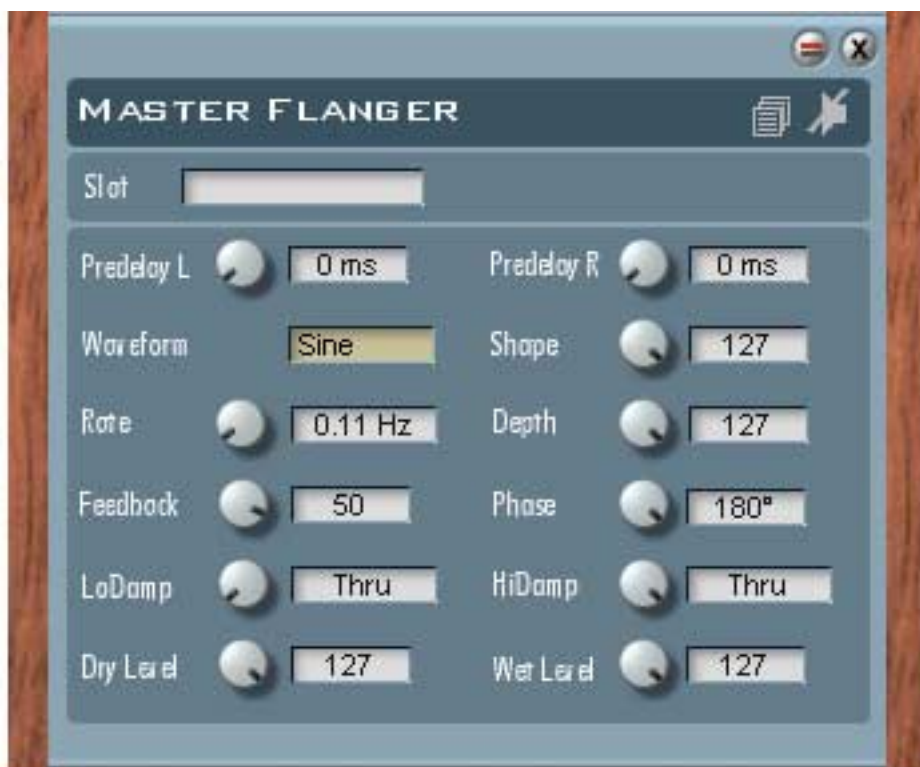 MASTER FLANGER
Slot
Predelay L 0 ms Predelay R 0 ms
Waveform Sine Shape 127
Rate 0.11 Hz Depth 127
Feedback 50 Phase 180°
LoDamp Thru HiDamp Thru
Dry Level 127 Wet Level 127